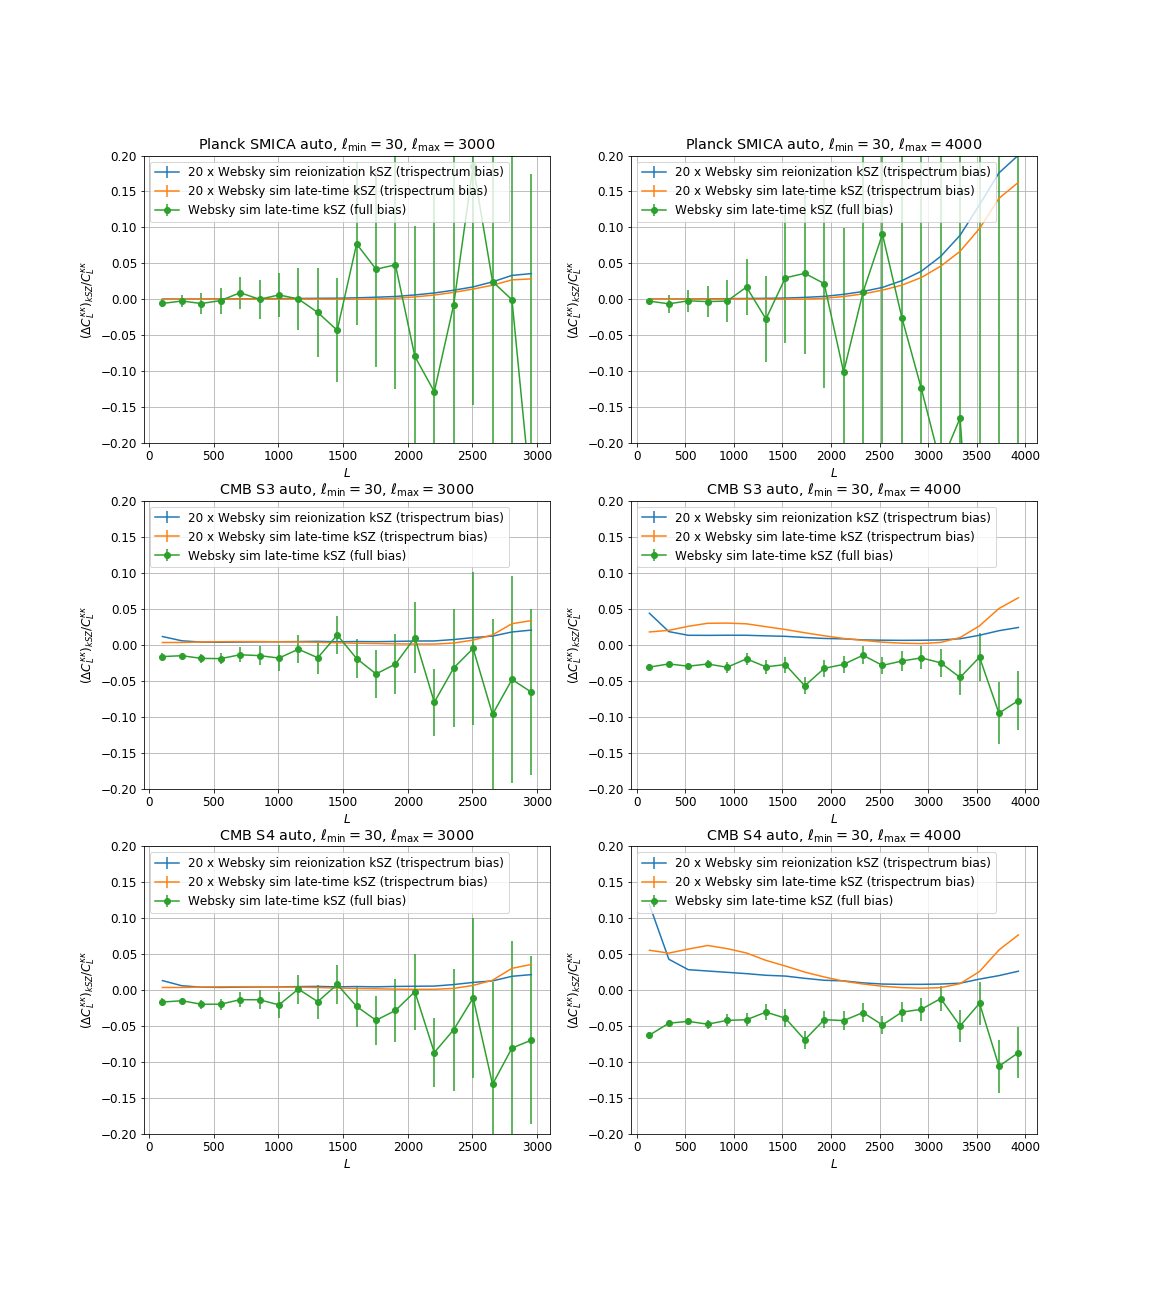 Planck SMICA auto, ℓmin = 30, ℓmax = 3000
0.20
0.15
0.10
0.05
0.00
−0.05
−0.10
−0.15
−0.20
(ΔC_L^κκ)_kSZ/C_L^κκ
20 x Websky sim reionization kSZ (trispectrum bias)
20 x Websky sim late-time kSZ (trispectrum bias)
Websky sim late-time kSZ (full bias)
0 500 1000 1500 2000 2500 3000
L
Planck SMICA auto, ℓmin = 30, ℓmax = 4000
0.20
0.15
0.10
0.05
0.00
−0.05
−0.10
−0.15
−0.20
(ΔC_L^κκ)_kSZ/C_L^κκ
20 x Websky sim reionization kSZ (trispectrum bias)
20 x Websky sim late-time kSZ (trispectrum bias)
Websky sim late-time kSZ (full bias)
0 500 1000 1500 2000 2500 3000 3500 4000
L
CMB S3 auto, ℓmin = 30, ℓmax = 3000
0.20
0.15
0.10
0.05
0.00
−0.05
−0.10
−0.15
−0.20
(ΔC_L^κκ)_kSZ/C_L^κκ
20 x Websky sim reionization kSZ (trispectrum bias)
20 x Websky sim late-time kSZ (trispectrum bias)
Websky sim late-time kSZ (full bias)
0 500 1000 1500 2000 2500 3000
L
CMB S3 auto, ℓmin = 30, ℓmax = 4000
0.20
0.15
0.10
0.05
0.00
−0.05
−0.10
−0.15
−0.20
(ΔC_L^κκ)_kSZ/C_L^κκ
20 x Websky sim reionization kSZ (trispectrum bias)
20 x Websky sim late-time kSZ (trispectrum bias)
Websky sim late-time kSZ (full bias)
0 500 1000 1500 2000 2500 3000 3500 4000
L
CMB S4 auto, ℓmin = 30, ℓmax = 3000
0.20
0.15
0.10
0.05
0.00
−0.05
−0.10
−0.15
−0.20
(ΔC_L^κκ)_kSZ/C_L^κκ
20 x Websky sim reionization kSZ (trispectrum bias)
20 x Websky sim late-time kSZ (trispectrum bias)
Websky sim late-time kSZ (full bias)
0 500 1000 1500 2000 2500 3000
L
CMB S4 auto, ℓmin = 30, ℓmax = 4000
0.20
0.15
0.10
0.05
0.00
−0.05
−0.10
−0.15
−0.20
(ΔC_L^κκ)_kSZ/C_L^κκ
20 x Websky sim reionization kSZ (trispectrum bias)
20 x Websky sim late-time kSZ (trispectrum bias)
Websky sim late-time kSZ (full bias)
0 500 1000 1500 2000 2500 3000 3500 4000
L